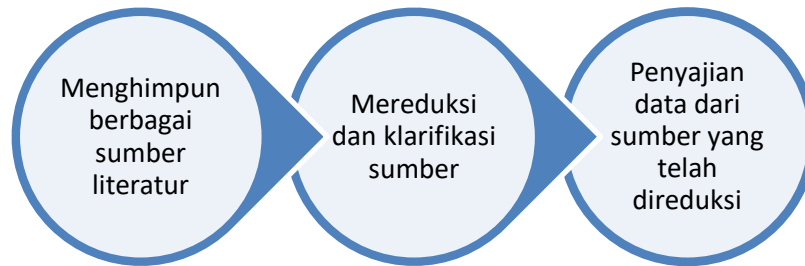 Menghimpun
berbagai
sumber
literatur
Mereduksi
dan klarifikasi
sumber
Penyajian
data dari
sumber yang
telah
direduksi